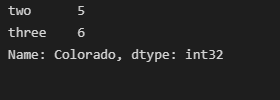 two      5
three    6
Name: Colorado, dtype: int32